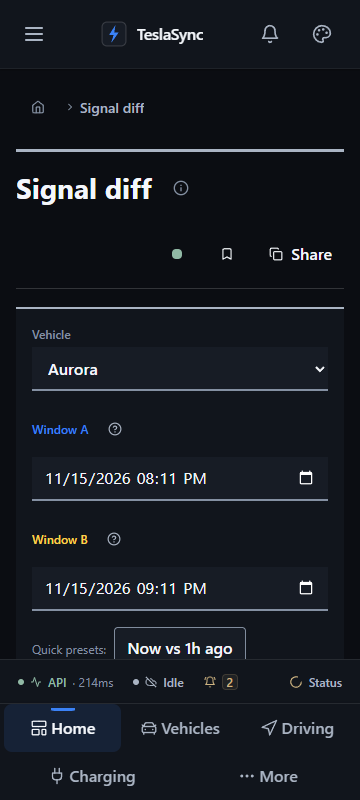 TeslaSync
Signal diff
Signal diff
Share
Vehicle
Aurora
Window A
11/15/2026 08:11 PM
Window B
11/15/2026 09:11 PM
Quick presets: Now vs 1h ago
API · 214ms Idle 2 Status
Home Vehicles Driving
Charging More